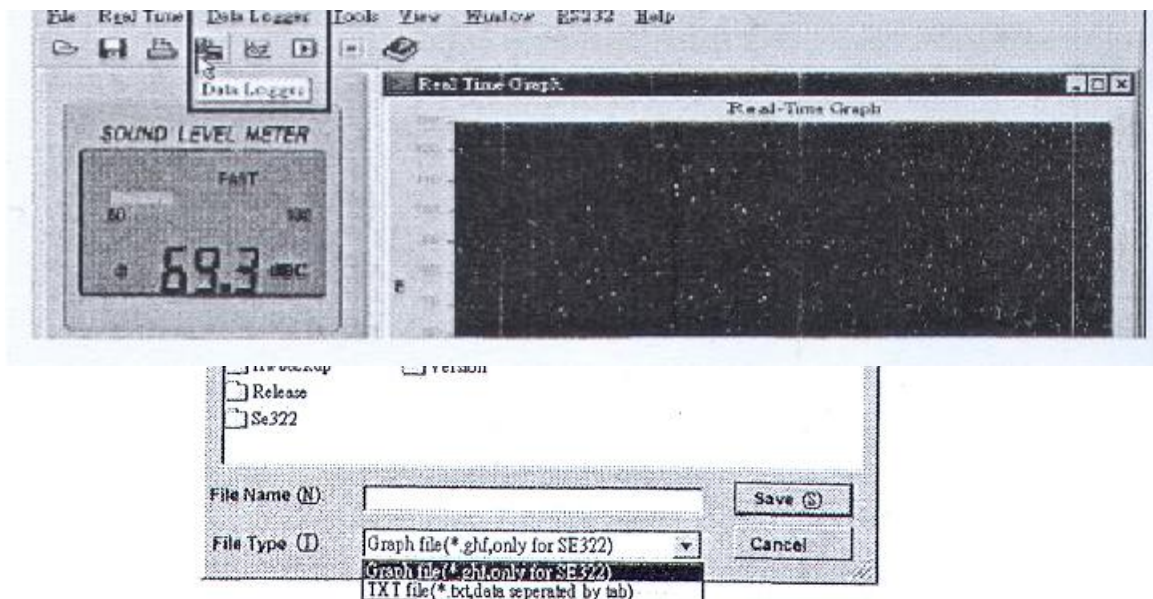 File Real Time Data Logger Tools View Window RS232 Help
Data Logger
Real Time Graph
Real-Time Graph
SOUND LEVEL METER
FAST
100
69.3 dBC
Version
Release
Se322
File Name (N)
Save (S)
File Type (I)
Graph file(*.ghf,only for SE322)
Cancel
Graph file(*.ghf,only for SE322)
TXT file(*.txt,data seperated by tab)